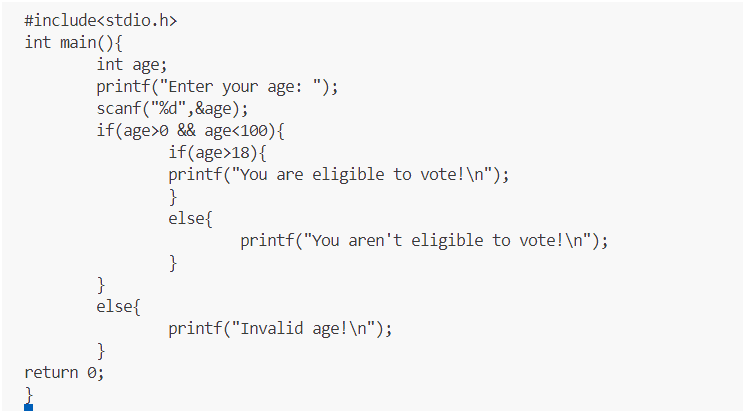 #include<stdio.h>
int main(){
        int age;
        printf("Enter your age: ");
        scanf("%d",&age);
        if(age>0 && age<100){
                if(age>18){
                printf("You are eligible to vote!\n");
                }
                else{
                        printf("You aren't eligible to vote!\n");
                }
        }
        else{
                printf("Invalid age!\n");
        }
return 0;
}